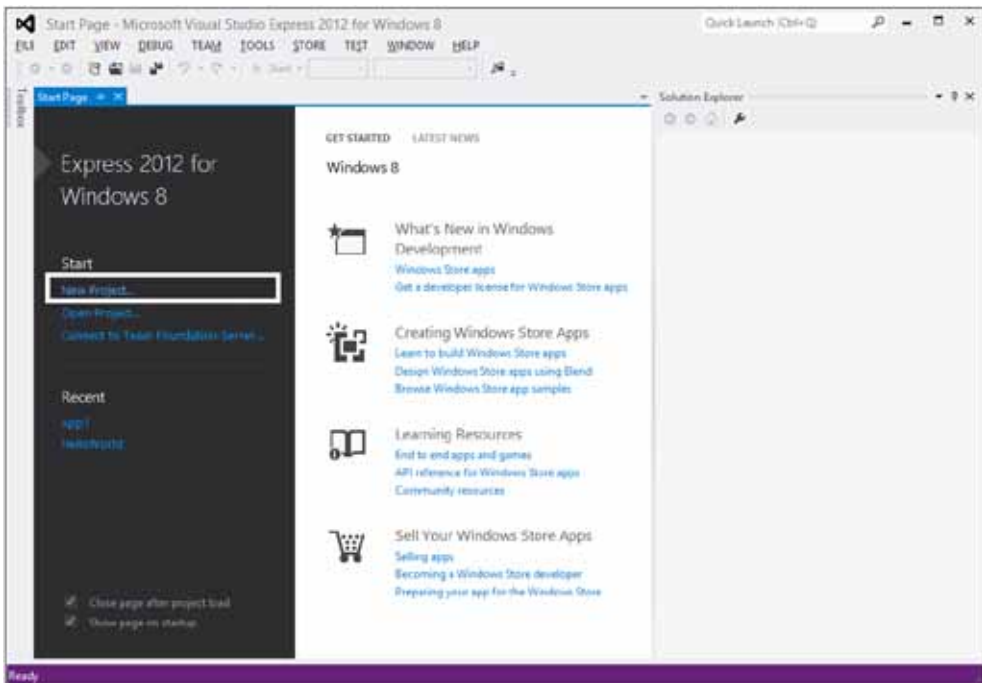 Start Page - Microsoft Visual Studio Express 2012 for Windows 8
Quick Launch (Ctrl+Q)
FILE EDIT VIEW DEBUG TEAM TOOLS STORE TEST WINDOW HELP
Start
Toolbox
Start Page
Solution Explorer
Express 2012 for
Windows 8
Start
New Project...
Open Project...
Connect to Team Foundation Server...
Recent
App1
HelloWorld
Close page after project load
Show page on startup
GET STARTED LATEST NEWS
Windows 8
What's New in Windows
Development
Windows Store apps
Get a developer license for Windows Store apps
Creating Windows Store Apps
Learn to build Windows Store apps
Design Windows Store apps using Blend
Browse Windows Store app samples
Learning Resources
End to end apps and games
API reference for Windows Store apps
Community resources
Sell Your Windows Store Apps
Selling apps
Becoming a Windows Store developer
Preparing your app for the Windows Store
Ready